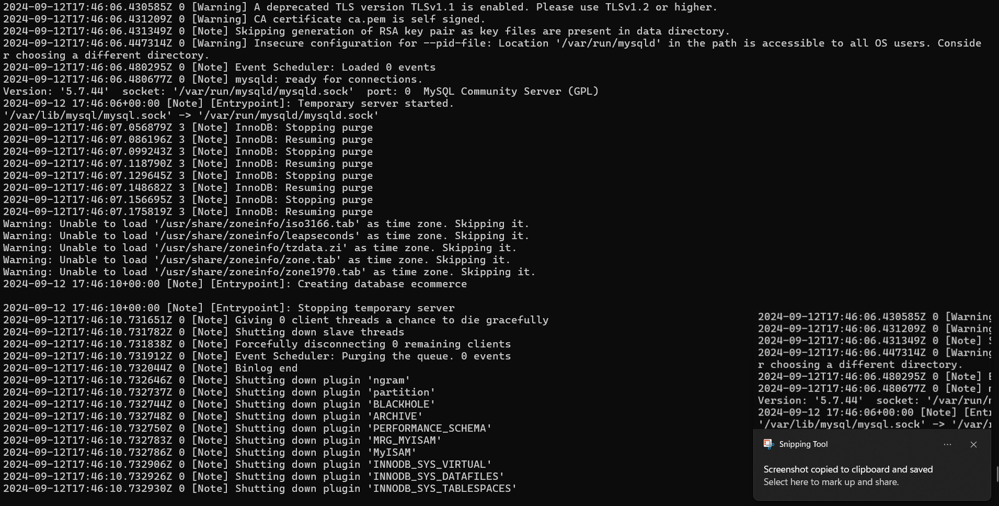 2024-09-12T17:46:06.430585Z 0 [Warning] A deprecated TLS version TLSv1.1 is enabled. Please use TLSv1.2 or higher.
2024-09-12T17:46:06.431209Z 0 [Warning] CA certificate ca.pem is self signed.
2024-09-12T17:46:06.431349Z 0 [Note] Skipping generation of RSA key pair as key files are present in data directory.
2024-09-12T17:46:06.447314Z 0 [Warning] Insecure configuration for --pid-file: Location '/var/run/mysqld' in the path is accessible to all OS users. Conside
r choosing a different directory.
2024-09-12T17:46:06.480295Z 0 [Note] Event Scheduler: Loaded 0 events
2024-09-12T17:46:06.480677Z 0 [Note] mysqld: ready for connections.
Version: '5.7.44'  socket: '/var/run/mysqld/mysqld.sock'  port: 0  MySQL Community Server (GPL)
2024-09-12 17:46:06+00:00 [Note] [Entrypoint]: Temporary server started.
'/var/lib/mysql/mysql.sock' -> '/var/run/mysqld/mysqld.sock'
2024-09-12T17:46:07.056879Z 3 [Note] InnoDB: Stopping purge
2024-09-12T17:46:07.086196Z 3 [Note] InnoDB: Resuming purge
2024-09-12T17:46:07.099243Z 3 [Note] InnoDB: Stopping purge
2024-09-12T17:46:07.118790Z 3 [Note] InnoDB: Resuming purge
2024-09-12T17:46:07.129645Z 3 [Note] InnoDB: Stopping purge
2024-09-12T17:46:07.148682Z 3 [Note] InnoDB: Resuming purge
2024-09-12T17:46:07.156695Z 3 [Note] InnoDB: Stopping purge
2024-09-12T17:46:07.175819Z 3 [Note] InnoDB: Resuming purge
Warning: Unable to load '/usr/share/zoneinfo/iso3166.tab' as time zone. Skipping it.
Warning: Unable to load '/usr/share/zoneinfo/leapseconds' as time zone. Skipping it.
Warning: Unable to load '/usr/share/zoneinfo/tzdata.zi' as time zone. Skipping it.
Warning: Unable to load '/usr/share/zoneinfo/zone.tab' as time zone. Skipping it.
Warning: Unable to load '/usr/share/zoneinfo/zone1970.tab' as time zone. Skipping it.
2024-09-12 17:46:10+00:00 [Note] [Entrypoint]: Creating database ecommerce
2024-09-12 17:46:10+00:00 [Note] [Entrypoint]: Stopping temporary server
2024-09-12T17:46:10.731651Z 0 [Note] Giving 0 client threads a chance to die gracefully
2024-09-12T17:46:10.731782Z 0 [Note] Shutting down slave threads
2024-09-12T17:46:10.731838Z 0 [Note] Forcefully disconnecting 0 remaining clients
2024-09-12T17:46:10.731912Z 0 [Note] Event Scheduler: Purging the queue. 0 events
2024-09-12T17:46:10.732044Z 0 [Note] Binlog end
2024-09-12T17:46:10.732646Z 0 [Note] Shutting down plugin 'ngram'
2024-09-12T17:46:10.732737Z 0 [Note] Shutting down plugin 'partition'
2024-09-12T17:46:10.732744Z 0 [Note] Shutting down plugin 'BLACKHOLE'
2024-09-12T17:46:10.732748Z 0 [Note] Shutting down plugin 'ARCHIVE'
2024-09-12T17:46:10.732750Z 0 [Note] Shutting down plugin 'PERFORMANCE_SCHEMA'
2024-09-12T17:46:10.732783Z 0 [Note] Shutting down plugin 'MRG_MYISAM'
2024-09-12T17:46:10.732786Z 0 [Note] Shutting down plugin 'MyISAM'
2024-09-12T17:46:10.732906Z 0 [Note] Shutting down plugin 'INNODB_SYS_VIRTUAL'
2024-09-12T17:46:10.732926Z 0 [Note] Shutting down plugin 'INNODB_SYS_DATAFILES'
2024-09-12T17:46:10.732930Z 0 [Note] Shutting down plugin 'INNODB_SYS_TABLESPACES'
2024-09-12T17:46:06.430585Z 0 [Warning
2024-09-12T17:46:06.431209Z 0 [Warning
2024-09-12T17:46:06.431349Z 0 [Note]
2024-09-12T17:46:06.447314Z 0 [Warning
r choosing a different directory.
2024-09-12T17:46:06.480295Z 0 [Note]
2024-09-12T17:46:06.480677Z 0 [Note]
Version: '5.7.44'  socket: '/var/run/
2024-09-12 17:46:06+00:00 [Note] [Entr
'/var/lib/mysql/mysql.sock' -> '/var/
Snipping Tool
Screenshot copied to clipboard and saved
Select here to mark up and share.